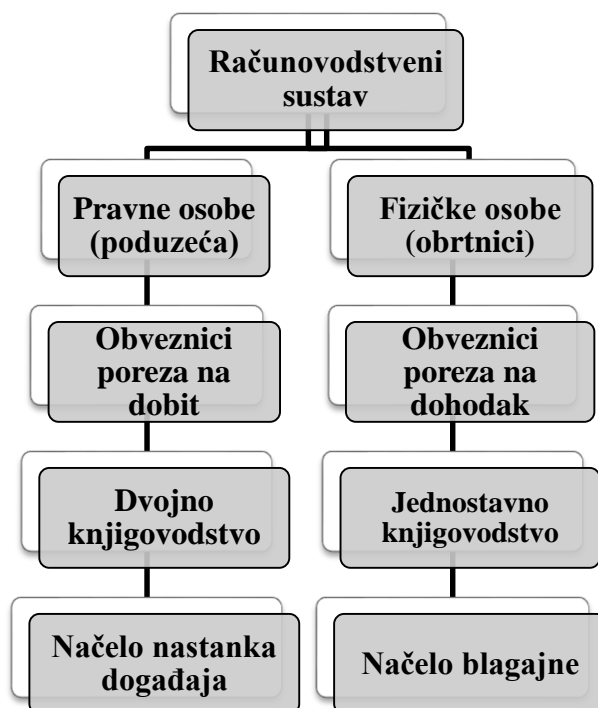 Računovodstveni
sustav
Pravne osobe
(poduzeća)
Fizičke osobe
(obrtnici)
Obveznici
poreza na
dobit
Obveznici
poreza na
dohodak
Dvojno
knjigovodstvo
Jednostavno
knjigovodstvo
Načelo nastanka
događaja
Načelo blagajne